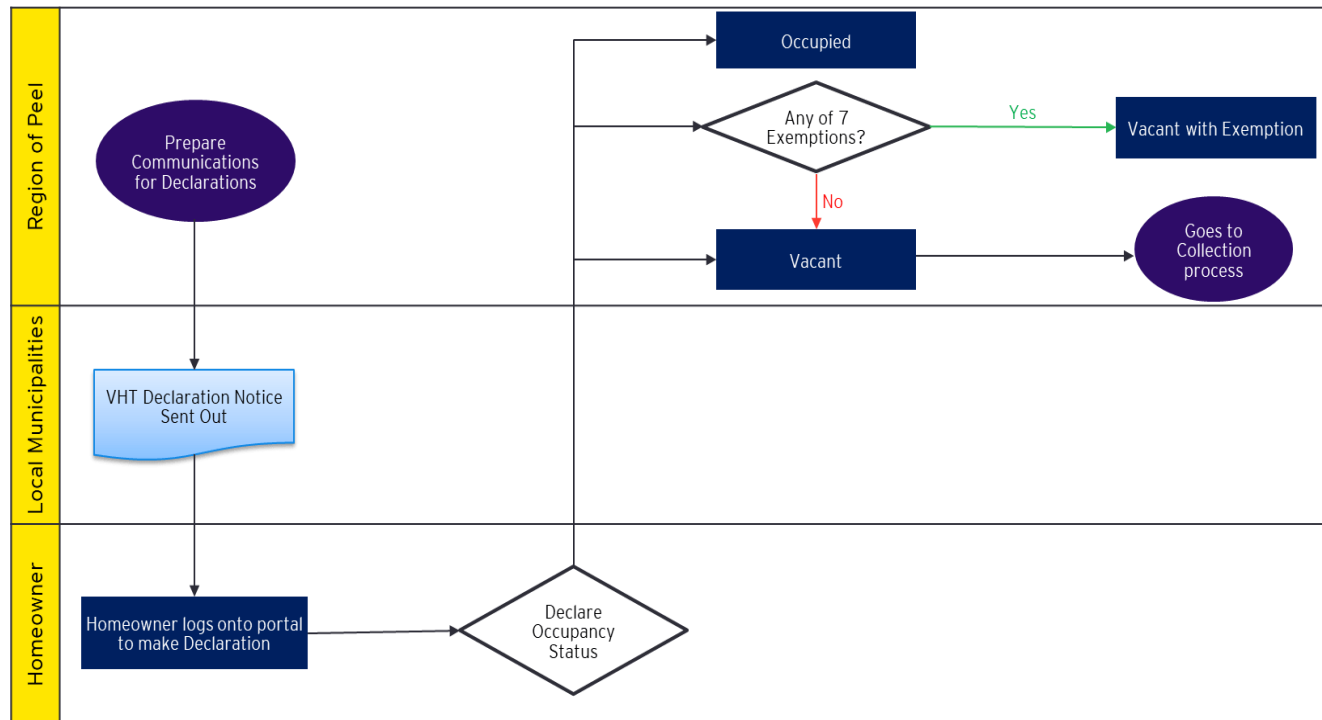 Region of Peel
Prepare
Communications
for Declarations
Occupied
Any of 7
Exemptions?
Yes
Vacant with Exemption
No
Vacant
Goes to
Collection
process
Local Municipalities
VHT Declaration Notice
Sent Out
Homeowner
Homeowner logs onto portal
to make Declaration
Declare
Occupancy
Status